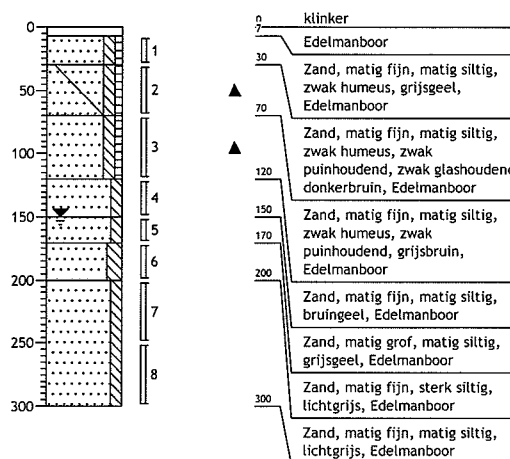 0
50
100
150
200
250
300
1
2
3
4
5
6
7
8
0
7
30
70
120
150
170
200
300
klinker
Edelmanboor
Zand, matig fijn, matig siltig,
zwak humeus, grijsgeel,
Edelmanboor
Zand, matig fijn, matig siltig,
zwak humeus, zwak
puinhoudend, zwak glashoudend
donkerbruin, Edelmanboor
Zand, matig fijn, matig siltig,
zwak humeus, zwak
puinhoudend, grijsbruin,
Edelmanboor
Zand, matig fijn, matig siltig,
bruingeel, Edelmanboor
Zand, matig grof, matig siltig,
grijsgeel, Edelmanboor
Zand, matig fijn, sterk siltig,
lichtgrijs, Edelmanboor
Zand, matig fijn, matig siltig,
lichtgrijs, Edelmanboor